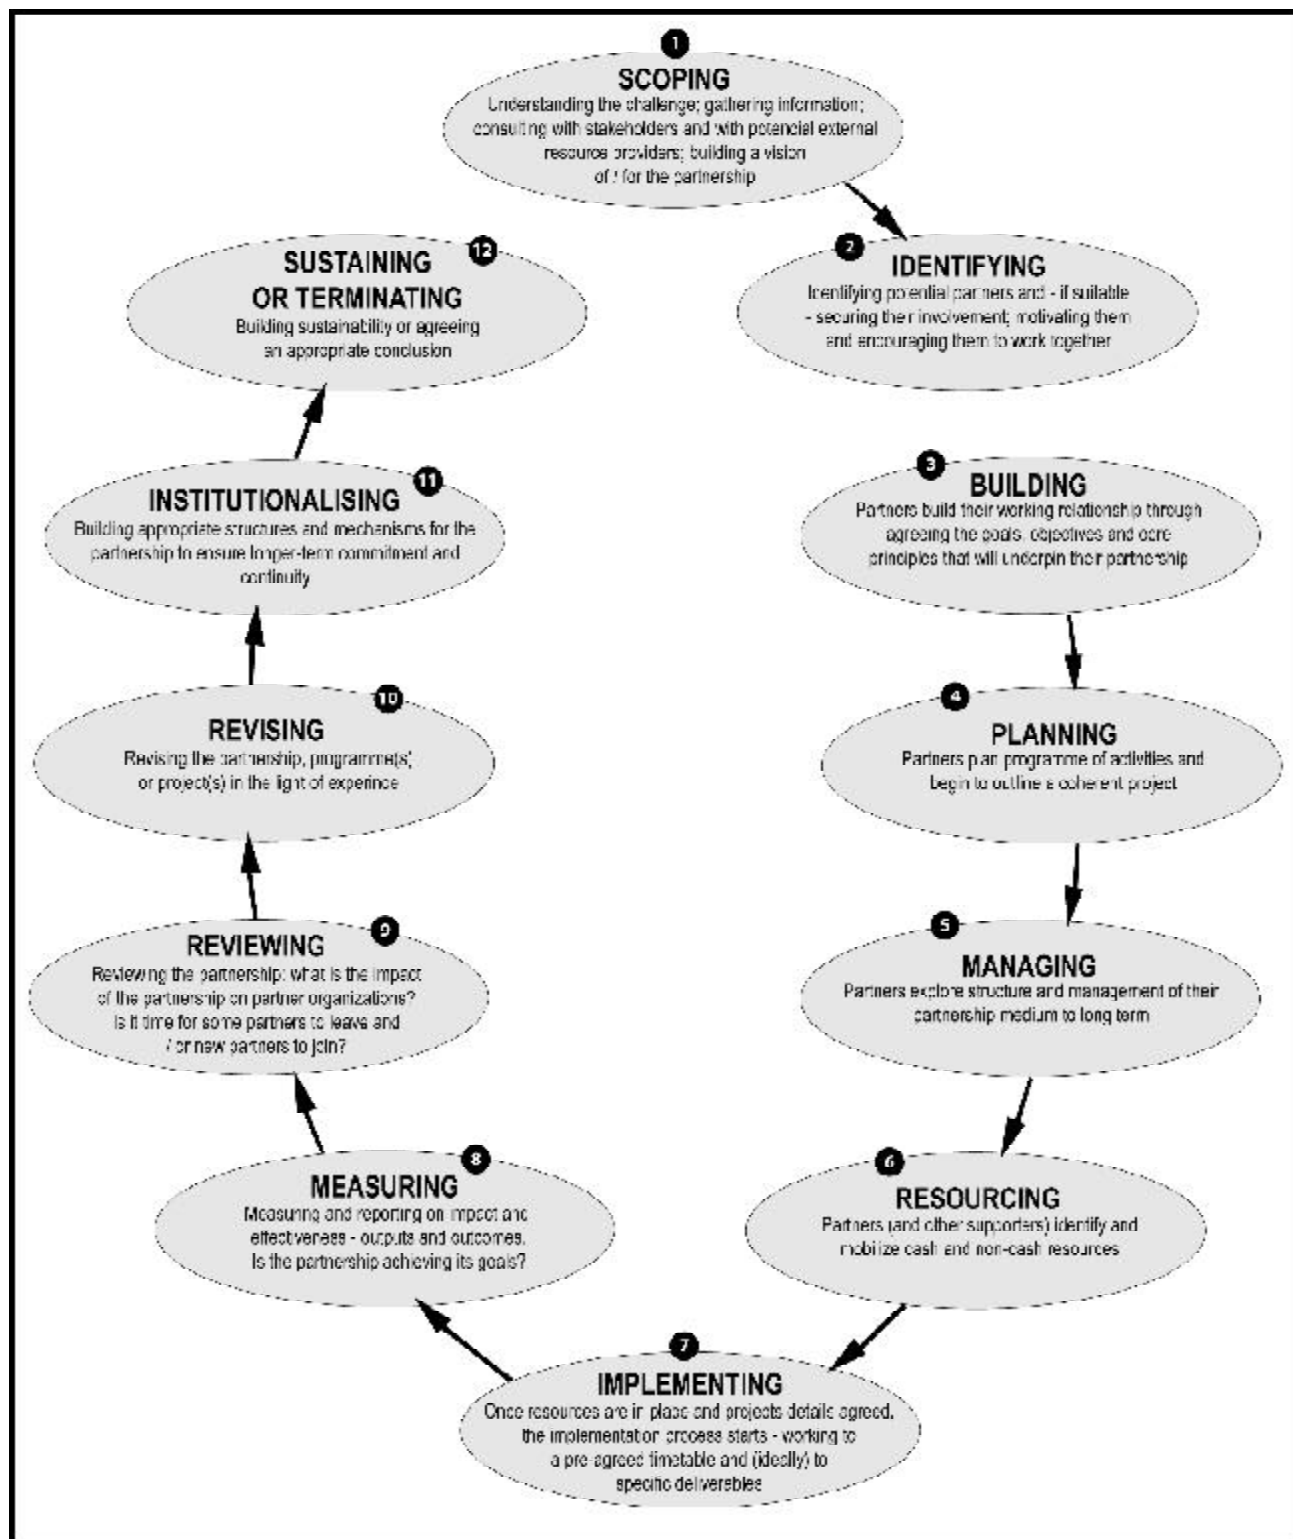 1
SCOPING
Understanding the challenge; gathering information;
consulting with stakeholders and with potencial external
resource providers; building a vision
of / for the partnership
2
IDENTIFYING
Identifying potential partners and - if suitable
- securing their involvement; motivating them
and encouraging them to work together
3
BUILDING
Partners build their working relationship through
agreeing the goals, objectives and core
principles that will underpin their partnership
4
PLANNING
Partners plan programme of activities and
begin to outline a coherent project
5
MANAGING
Partners explore structure and management of their
partnership medium to long term
6
RESOURCING
Partners (and other supporters) identify and
mobilize cash and non-cash resources
7
IMPLEMENTING
Once resources are in place and projects details agreed,
the implementation process starts - working to
a pre-agreed timetable and (ideally) to
specific deliverables
8
MEASURING
Measuring and reporting on impact and
effectiveness - outputs and outcomes.
Is the partnership achieving its goals?
9
REVIEWING
Reviewing the partnership: what is the impact
of the partnership on partner organizations?
Is it time for some partners to leave and
/ or new partners to join?
10
REVISING
Revising the partnership, programme(s)
or project(s) in the light of experince
11
INSTITUTIONALISING
Building appropriate structures and mechanisms for the
partnership to ensure longer-term commitment and
continuity
12
SUSTAINING
OR TERMINATING
Building sustainability or agreeing
an appropriate conclusion